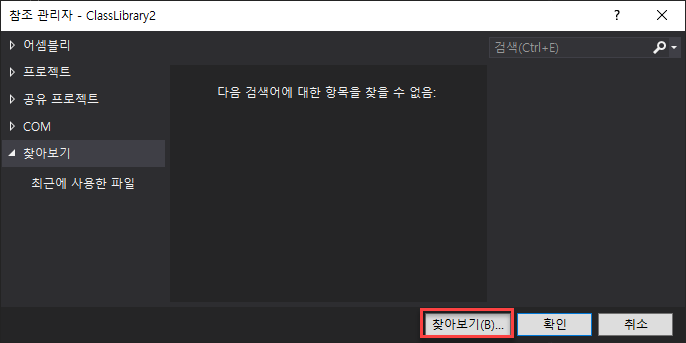 참조 관리자 - ClassLibrary2
?
어셈블리
프로젝트
공유 프로젝트
COM
찾아보기
최근에 사용한 파일
검색(Ctrl+E)
다음 검색어에 대한 항목을 찾을 수 없음:
찾아보기(B)...
확인
취소